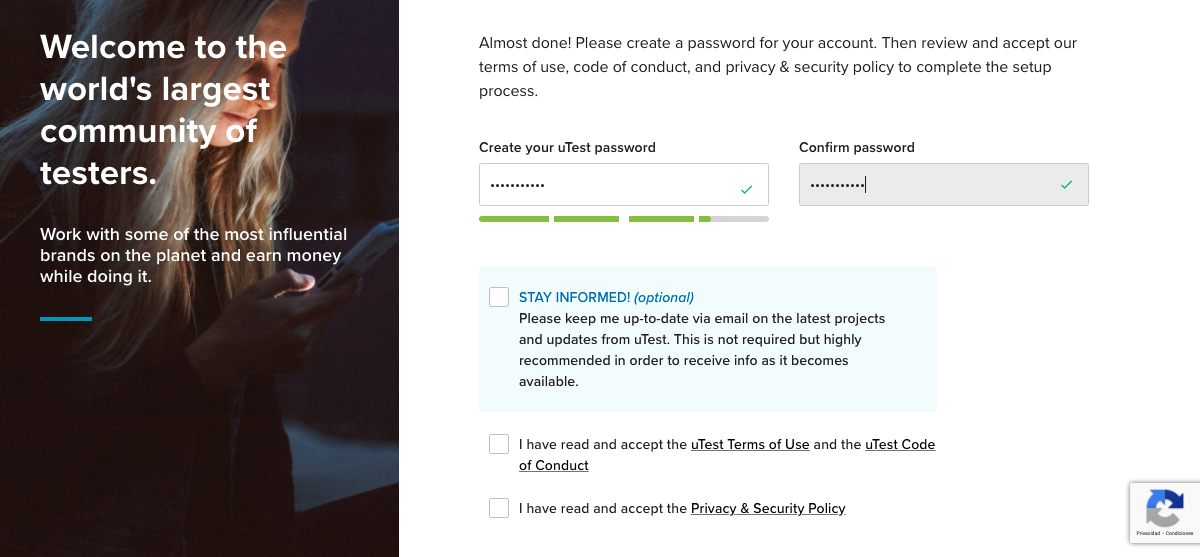 Welcome to the
world's largest
community of
testers.
Work with some of the most influential
brands on the planet and earn money
while doing it.
Almost done! Please create a password for your account. Then review and accept our
terms of use, code of conduct, and privacy & security policy to complete the setup
process.
Create your uTest password
Confirm password
•••••••••••
•••••••••••
STAY INFORMED! (optional)
Please keep me up-to-date via email on the latest projects
and updates from uTest. This is not required but highly
recommended in order to receive info as it becomes
available.
I have read and accept the uTest Terms of Use and the uTest Code
of Conduct
I have read and accept the Privacy & Security Policy
Privacidad - Condiciones